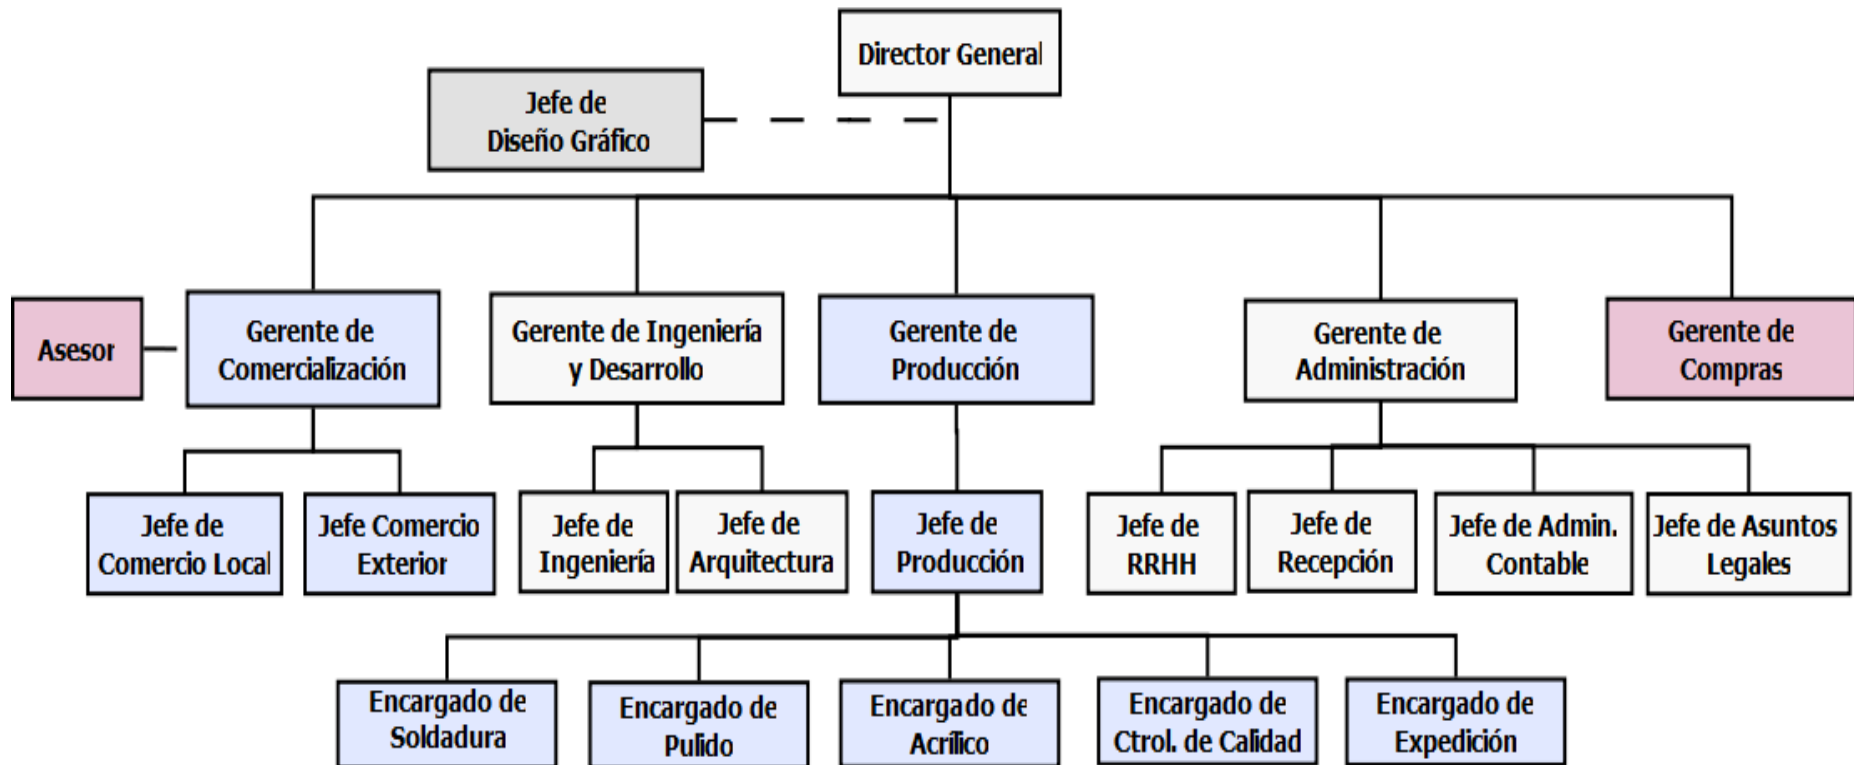 Director General
Jefe de
Diseño Gráfico
Asesor
Gerente de
Comercialización
Gerente de Ingeniería
y Desarrollo
Gerente de
Producción
Gerente de
Administración
Gerente de
Compras
Jefe de
Comercio Local
Jefe Comercio
Exterior
Jefe de
Ingeniería
Jefe de
Arquitectura
Jefe de
Producción
Jefe de
RRHH
Jefe de
Recepción
Jefe de Admin.
Contable
Jefe de Asuntos
Legales
Encargado de
Soldadura
Encargado de
Pulido
Encargado de
Acrílico
Encargado de
Ctrol. de Calidad
Encargado de
Expedición